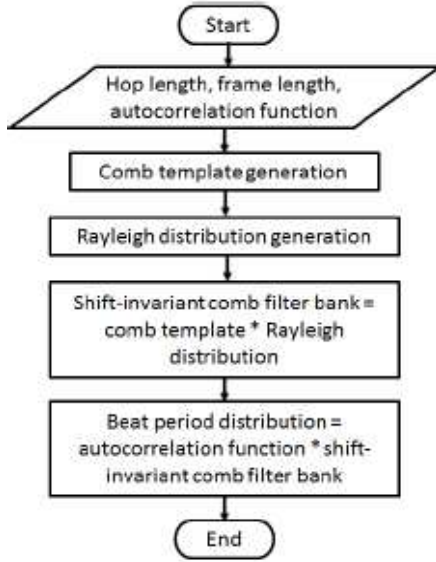 Start
Hop length, frame length,
autocorrelation function
Comb template generation
Rayleigh distribution generation
Shift-invariant comb filter bank =
comb template * Rayleigh
distribution
Beat period distribution =
autocorrelation function * shift-
invariant comb filter bank
End